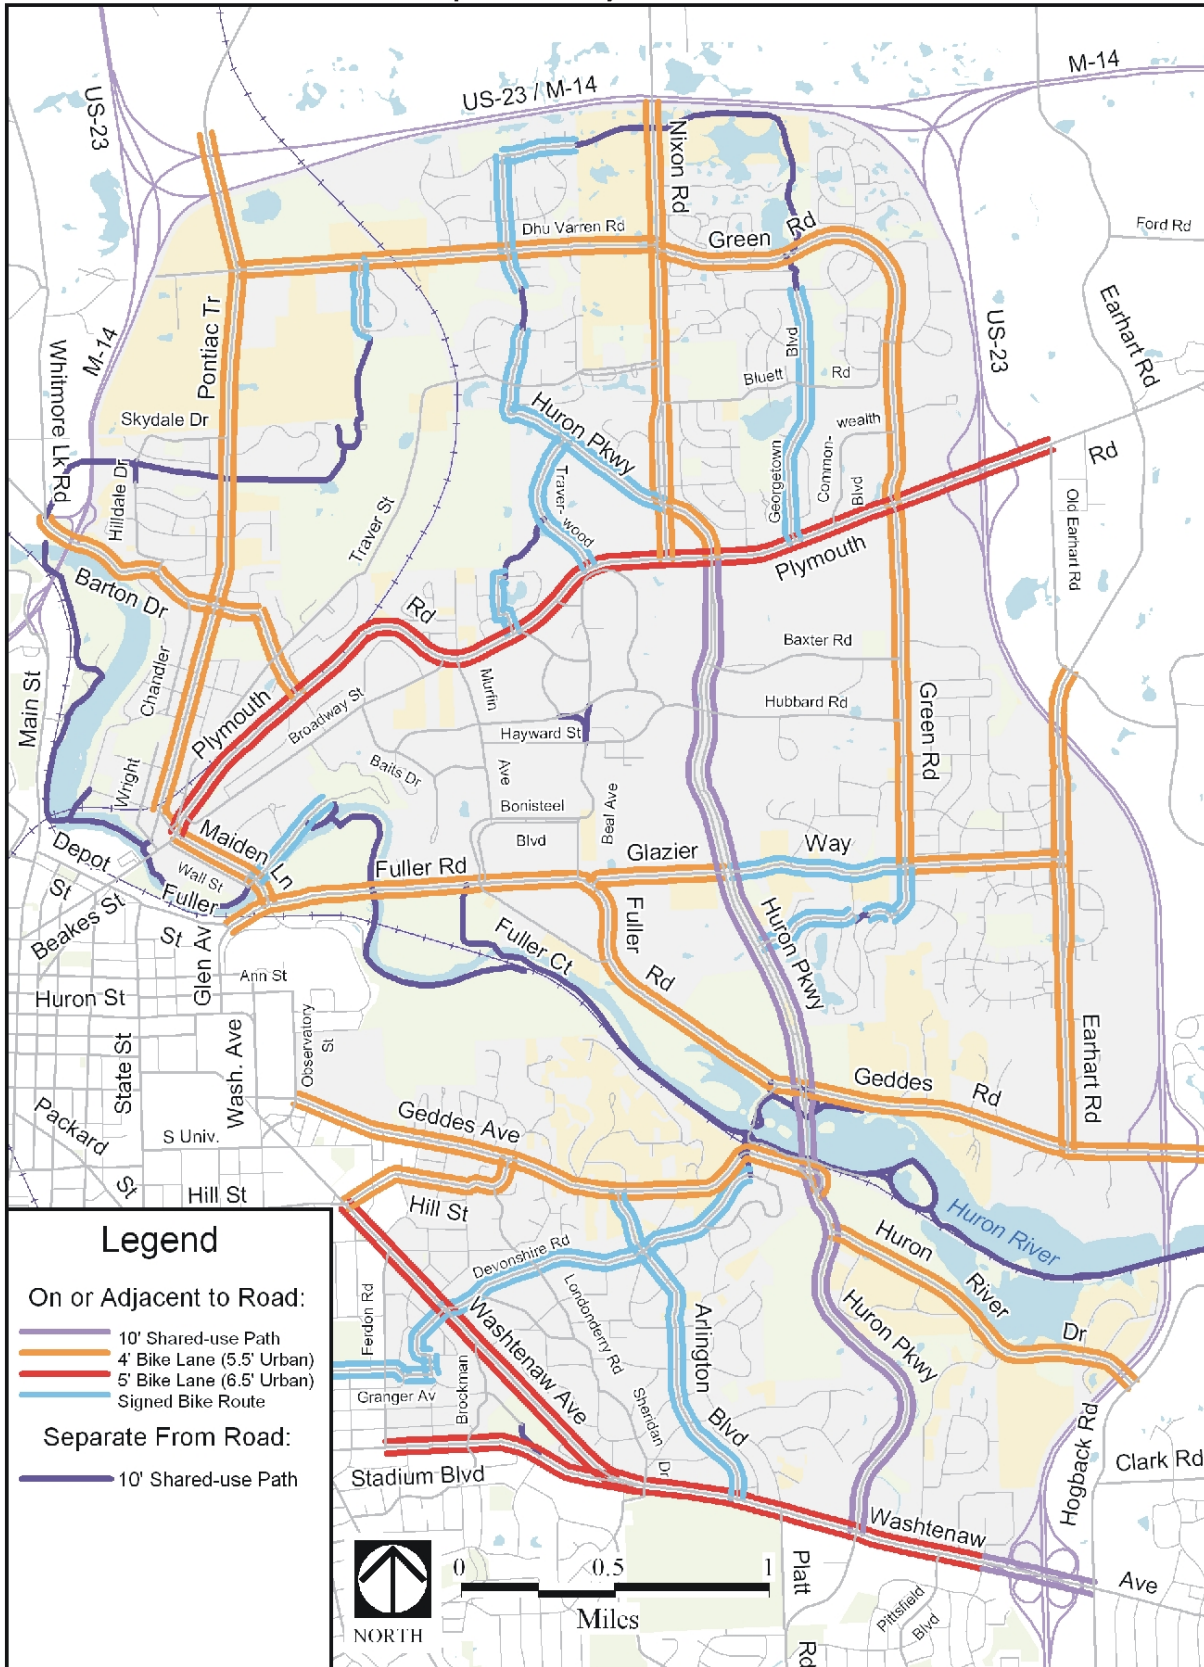 US-23 / M-14
M-14
US-23
Nixon Rd
Dhu Varren Rd
Green Rd
Ford Rd
Pontiac Tr
M-14
Whitmore Lk Rd
US-23
Earhart Rd
Blvd
Bluett Rd
Skydale Dr
Huron Pkwy
Common-
wealth
Blvd
Georgetown
Rd
Hilldale Dr
Traver-
wood
Traver St
Old Earhart Rd
Plymouth
Barton Dr
Rd
Baxter Rd
Chandler
Main St
Murfin
Ave
Green Rd
Hubbard Rd
Plymouth
Broadway St
Hayward St
Baits Dr
Wright
Bonisteel
Blvd
Beal Ave
Maiden Ln
Way
Glazier
Depot
St
Wall St
Fuller Rd
Fuller
St
Beakes St
Fuller
Rd
Huron Pkwy
Fuller Ct
Glen Av
Ann St
Huron St
Observatory
St
State St
Wash. Ave
Earhart Rd
Geddes Rd
Packard
St
Geddes Ave
S Univ.
Hill St
Hill St
Huron River
Legend
Huron
River
Dr
Devonshire Rd
On or Adjacent to Road:
Ferdon Rd
Londonderry Rd
Washtenaw Ave
Arlington
Blvd
Huron Pkwy
10' Shared-use Path
4' Bike Lane (5.5' Urban)
5' Bike Lane (6.5' Urban)
Signed Bike Route
Granger Av
Brockman
Sheridan
Dr
Separate From Road:
10' Shared-use Path
Stadium Blvd
Hogback Rd
Clark Rd
Washtenaw
Ave
0 0.5 1
Miles
NORTH
Platt
Rd
Pittsfield
Blvd